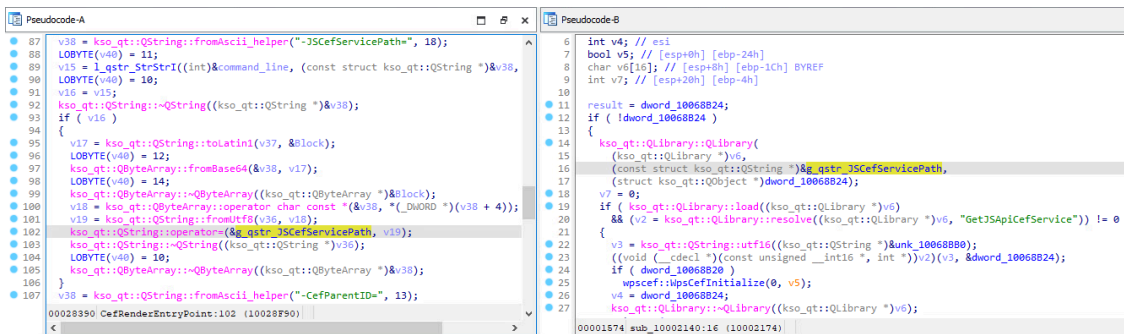 Pseudocode-A
87 v38 = kso_qt::QString::fromAscii_helper("-JSCefServicePath=", 18);
88 LOBYTE(v40) = 11;
89 v15 = l_qstr_StrStrI((int)&command_line, (const struct kso_qt::QString *)&v38,
90 LOBYTE(v40) = 10;
91 v16 = v15;
92 kso_qt::QString::~QString((kso_qt::QString *)&v38);
93 if ( v16 )
94 {
95 v17 = kso_qt::QString::toLatin1(v37, &Block);
96 LOBYTE(v40) = 12;
97 kso_qt::QByteArray::fromBase64(&v38, v17);
98 LOBYTE(v40) = 14;
99 kso_qt::QByteArray::~QByteArray((kso_qt::QByteArray *)&Block);
100 v18 = kso_qt::QByteArray::operator char const *(&v38, *(_DWORD *)(v38 + 4));
101 v19 = kso_qt::QString::fromUtf8(v36, v18);
102 kso_qt::QString::operator=(&g_qstr_JSCefServicePath, v19);
103 kso_qt::QString::~QString((kso_qt::QString *)v36);
104 LOBYTE(v40) = 10;
105 kso_qt::QByteArray::~QByteArray((kso_qt::QByteArray *)&v38);
106 }
107 v38 = kso_qt::QString::fromAscii_helper("-CefParentID=", 13);
00028390 CefRenderEntryPoint:102 (10028F90)
Pseudocode-B
6 int v4; // esi
7 bool v5; // [esp+0h] [ebp-24h]
8 char v6[16]; // [esp+8h] [ebp-1Ch] BYREF
9 int v7; // [esp+20h] [ebp-4h]
10
11 result = dword_10068B24;
12 if ( !dword_10068B24 )
13 {
14 kso_qt::QLibrary::QLibrary(
15 (kso_qt::QLibrary *)v6,
16 (const struct kso_qt::QString *)&g_qstr_JSCefServicePath,
17 (struct kso_qt::QObject *)dword_10068B24);
18 v7 = 0;
19 if ( kso_qt::QLibrary::load((kso_qt::QLibrary *)v6)
20 && (v2 = kso_qt::QLibrary::resolve((kso_qt::QLibrary *)v6, "GetJSApiCefService")) != 0
21 {
22 v3 = kso_qt::QString::utf16((kso_qt::QString *)&unk_10068BB0);
23 ((void (__cdecl *)(const unsigned __int16 *, int *))v2)(v3, &dword_10068B24);
24 if ( dword_10068B20 )
25 wpscef::WpsCefInitialize(0, v5);
26 v4 = dword_10068B24;
27 kso_qt::QLibrary::~QLibrary((kso_qt::QLibrary *)v6);
00001574 sub_10002140:16 (10002174)